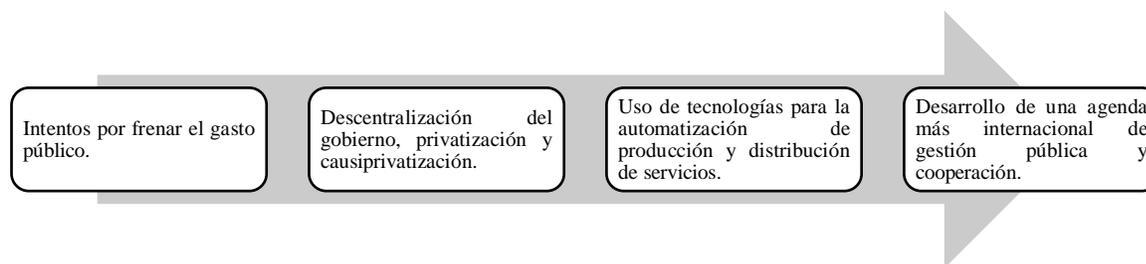 Intentos por frenar el gasto
público.
Descentralización del
gobierno, privatización y
causiprivatización.
Uso de tecnologías para la
automatización de
producción y distribución
de servicios.
Desarrollo de una agenda
más internacional de
gestión pública y
cooperación.